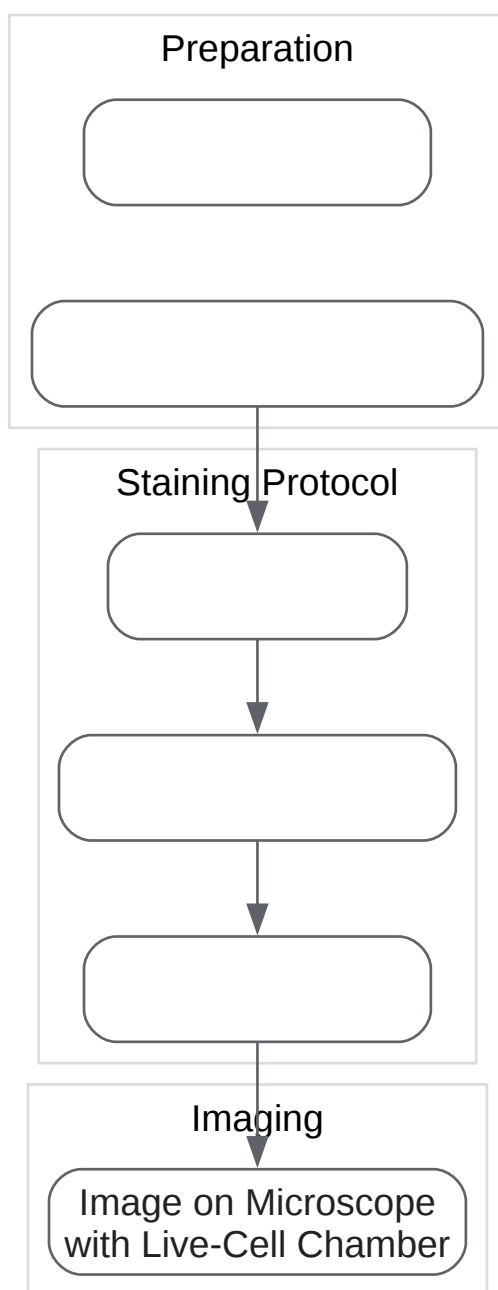 Preparation
Staining Protocol
Imaging
Image on Microscope
with Live-Cell Chamber